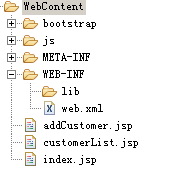 WebContent
bootstrap
js
META-INF
WEB-INF
lib
web.xml
addCustomer.jsp
customerList.jsp
index.jsp